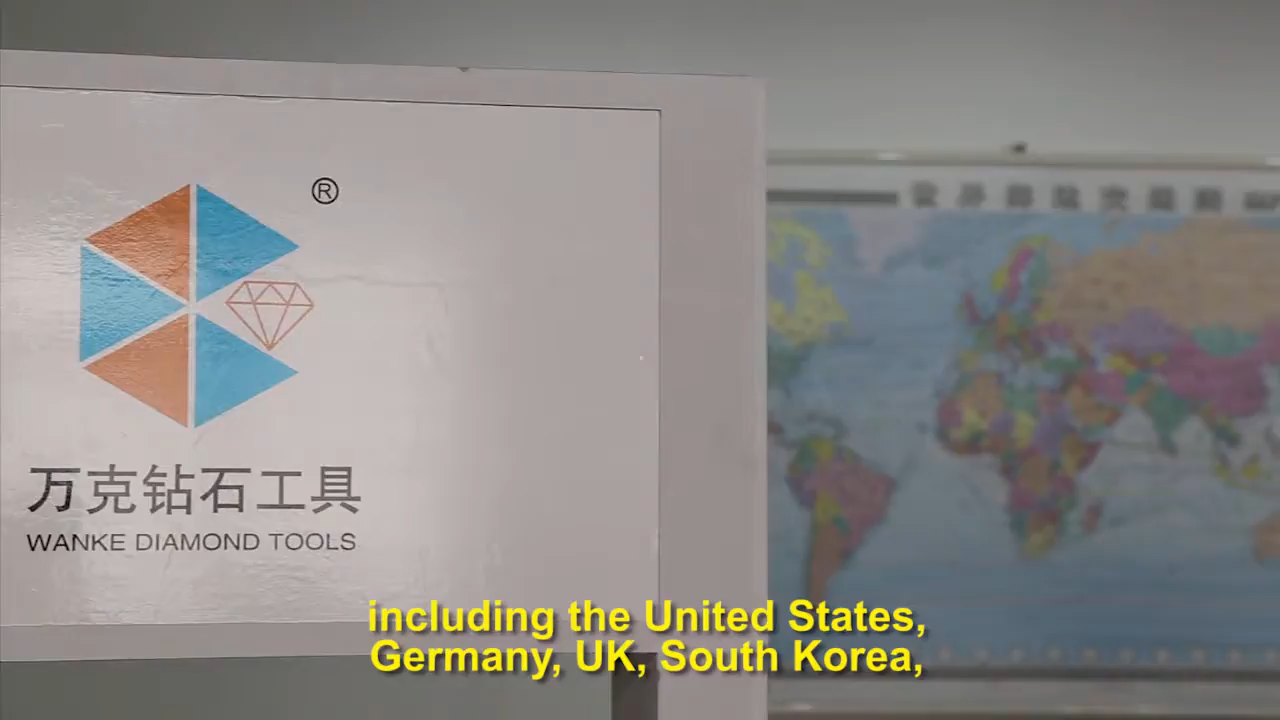 ®
万克钻石工具
WANKE DIAMOND TOOLS
including the United States,
Germany, UK, South Korea,